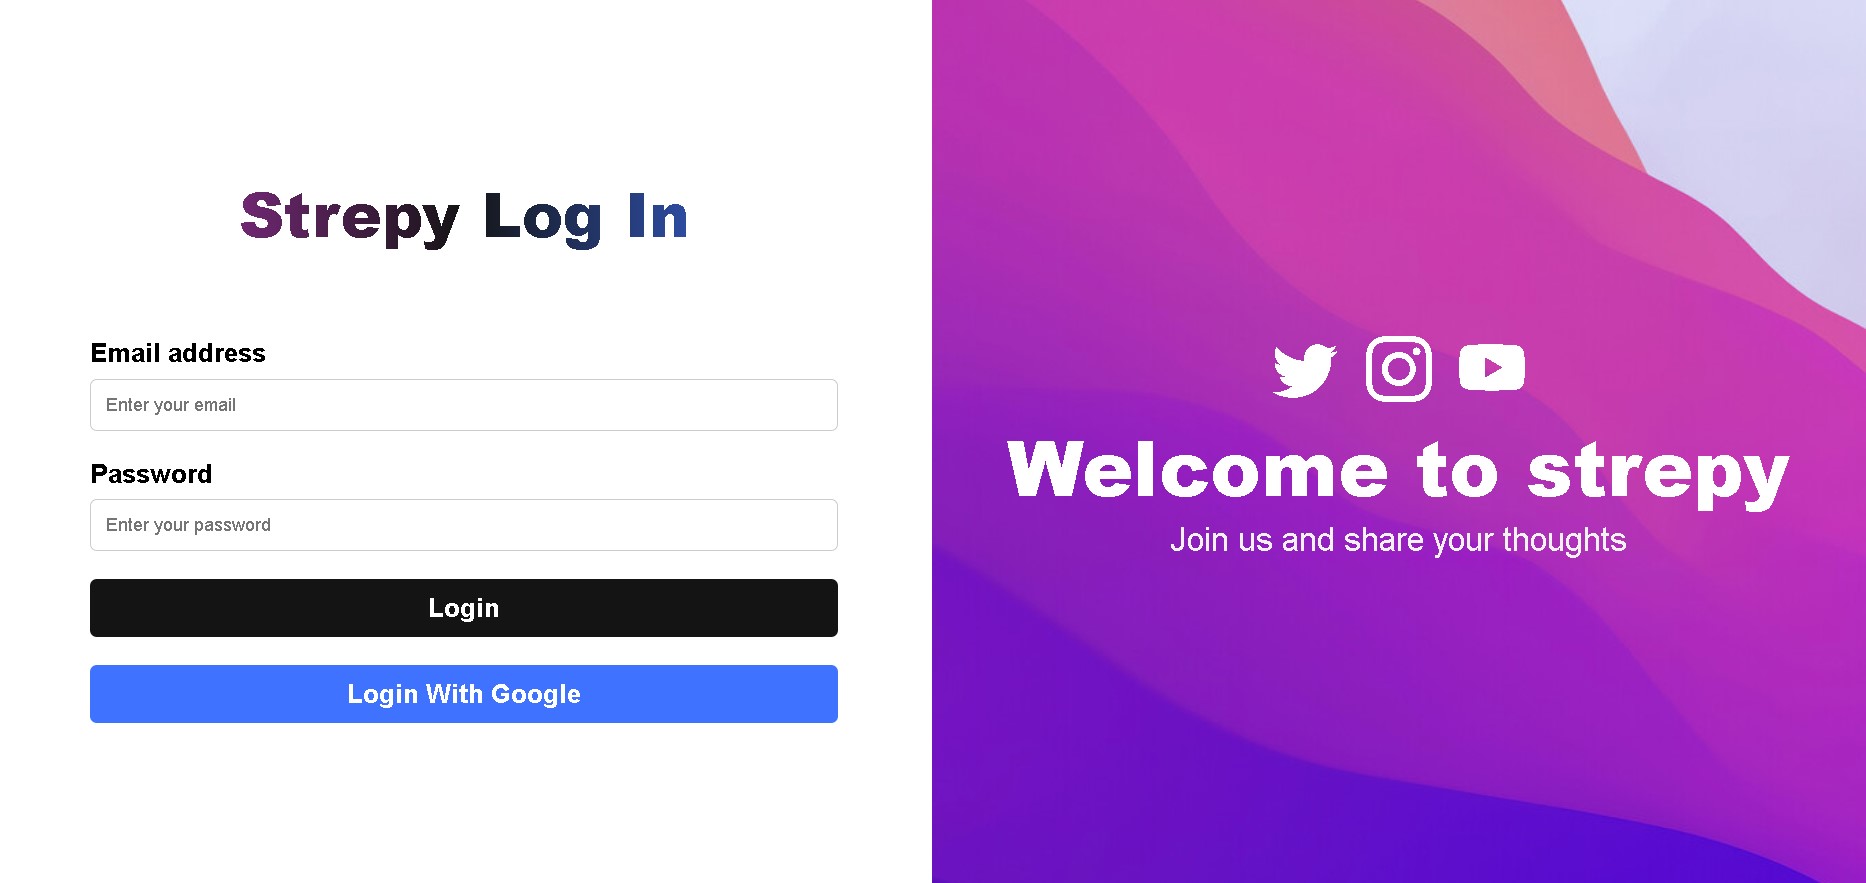 Strepy Log In
Email address
Enter your email
Password
Enter your password
Login
Login With Google
Welcome to strepy
Join us and share your thoughts